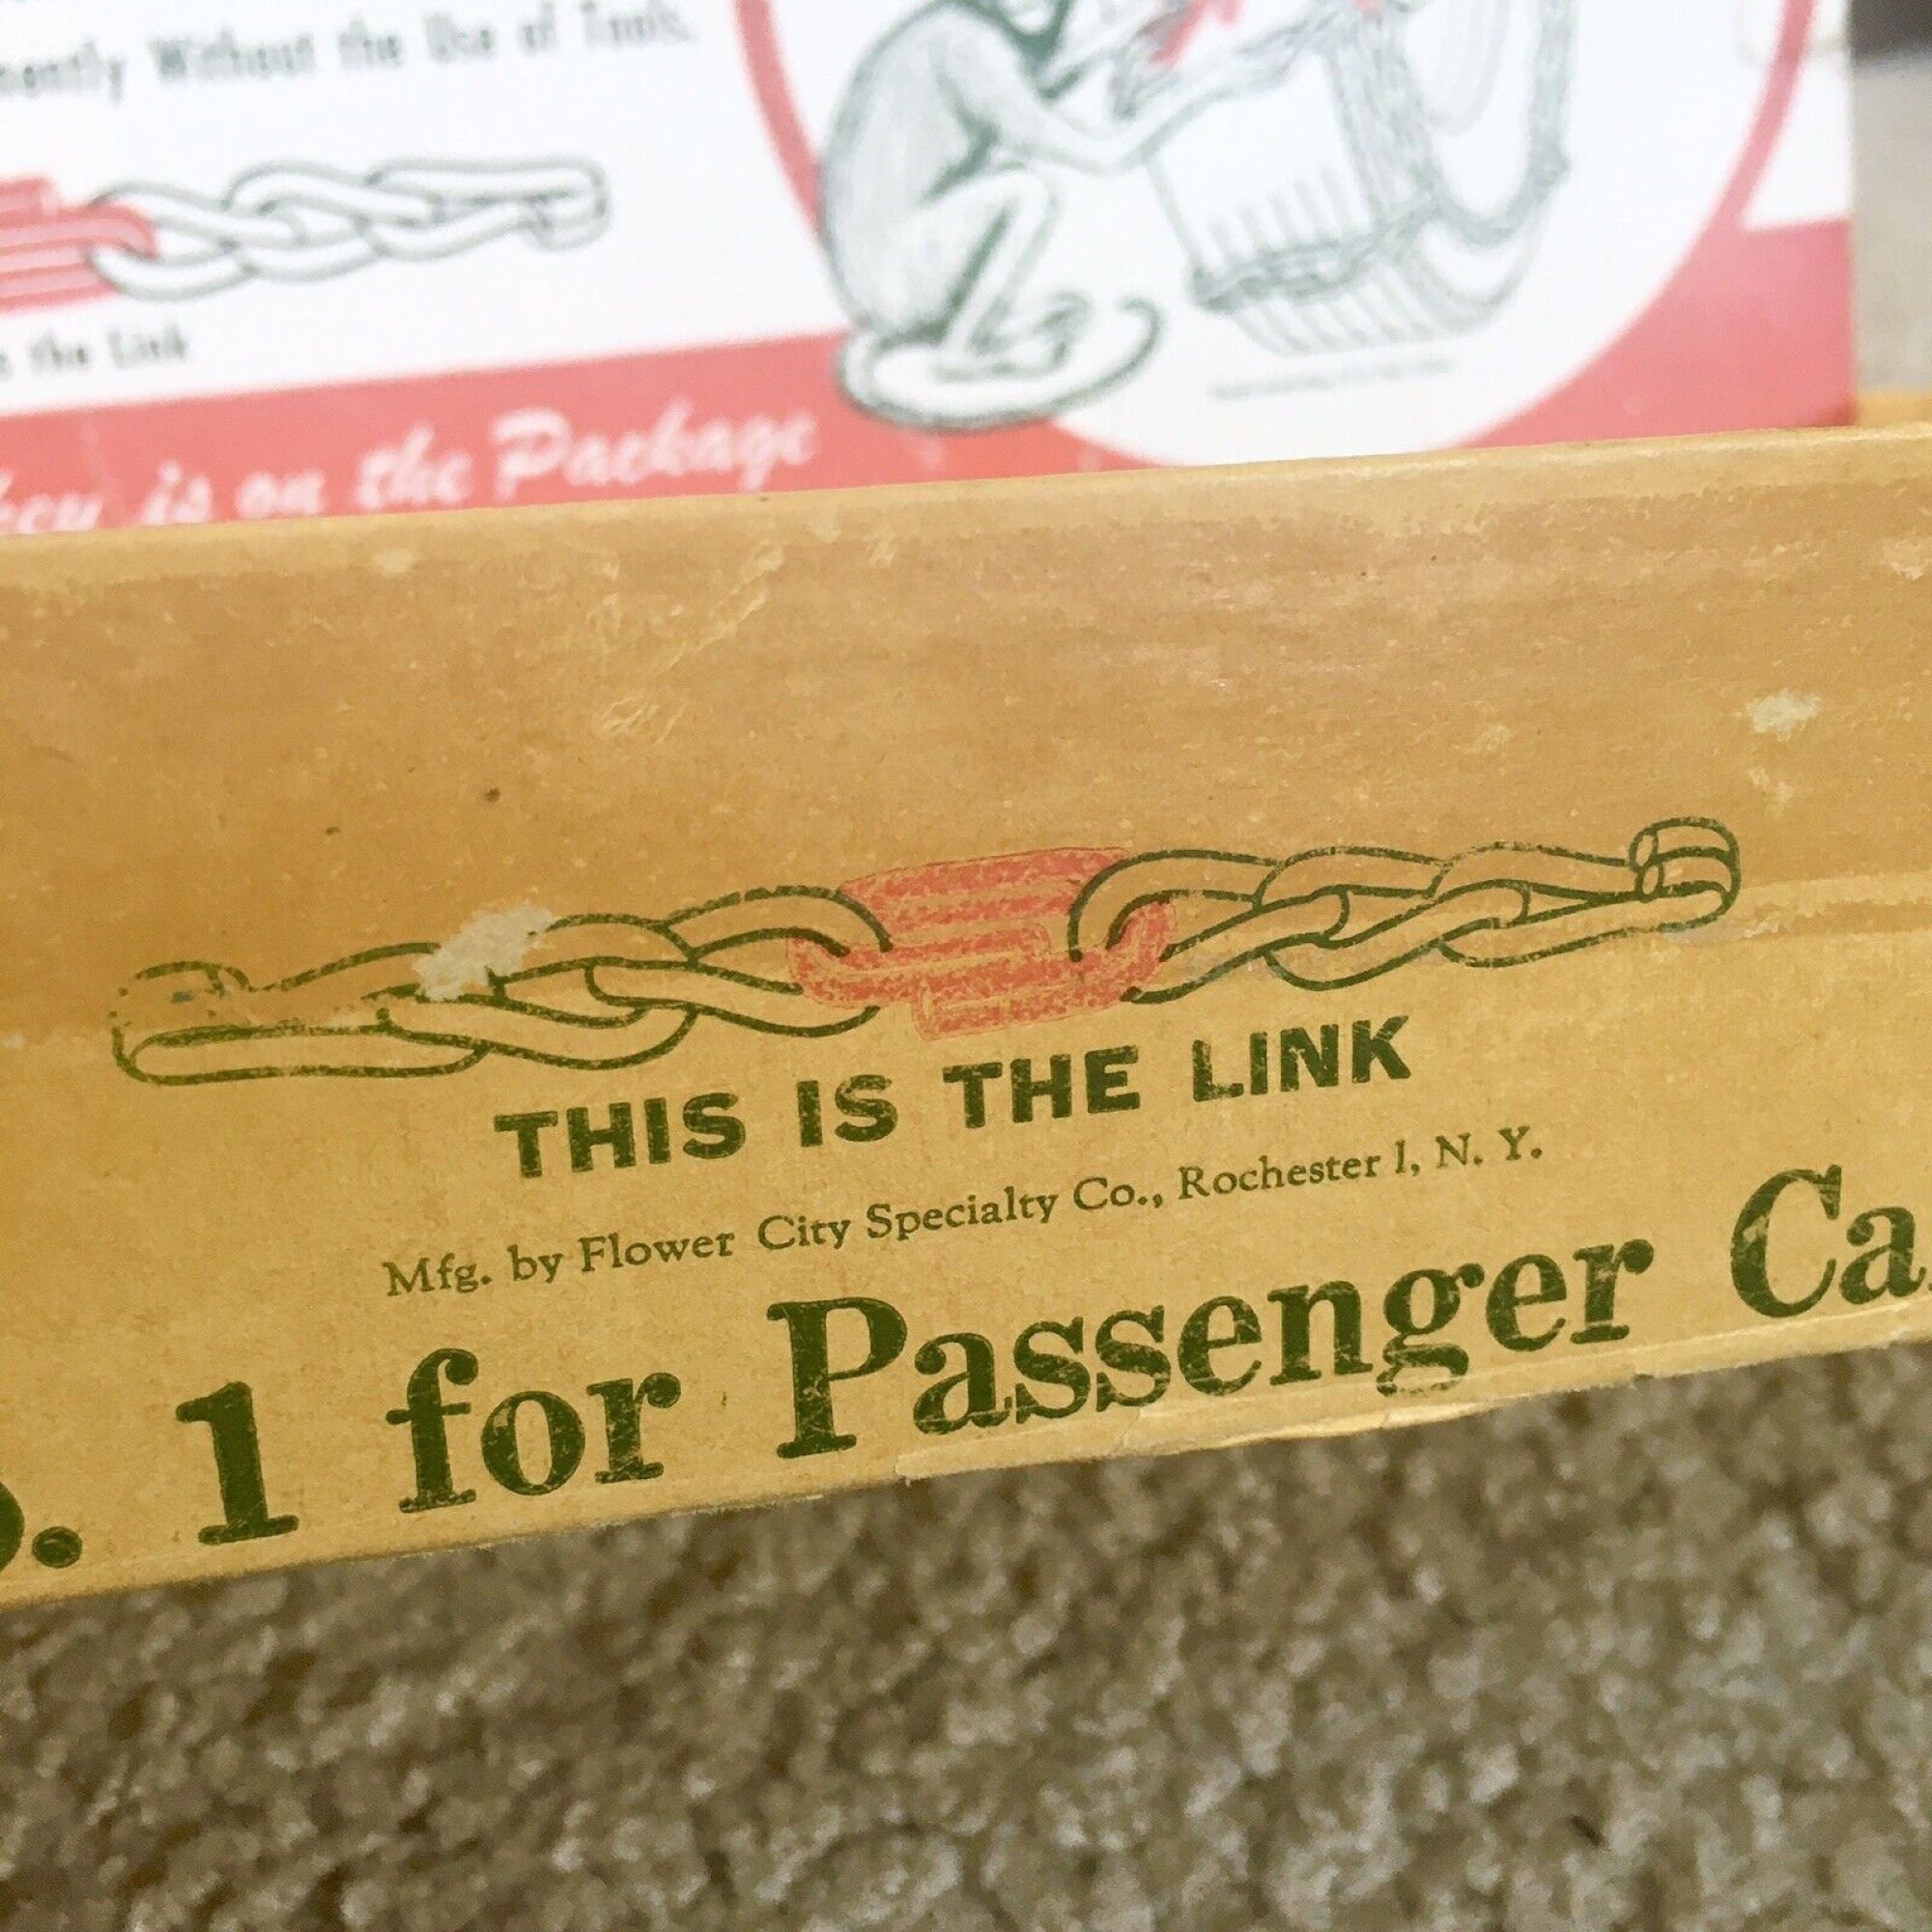 Without the Use of Tools.
the Link
is on the Package
THIS IS THE LINK
Mfg. by Flower City Specialty Co., Rochester 1, N. Y.
1 for Passenger Ca